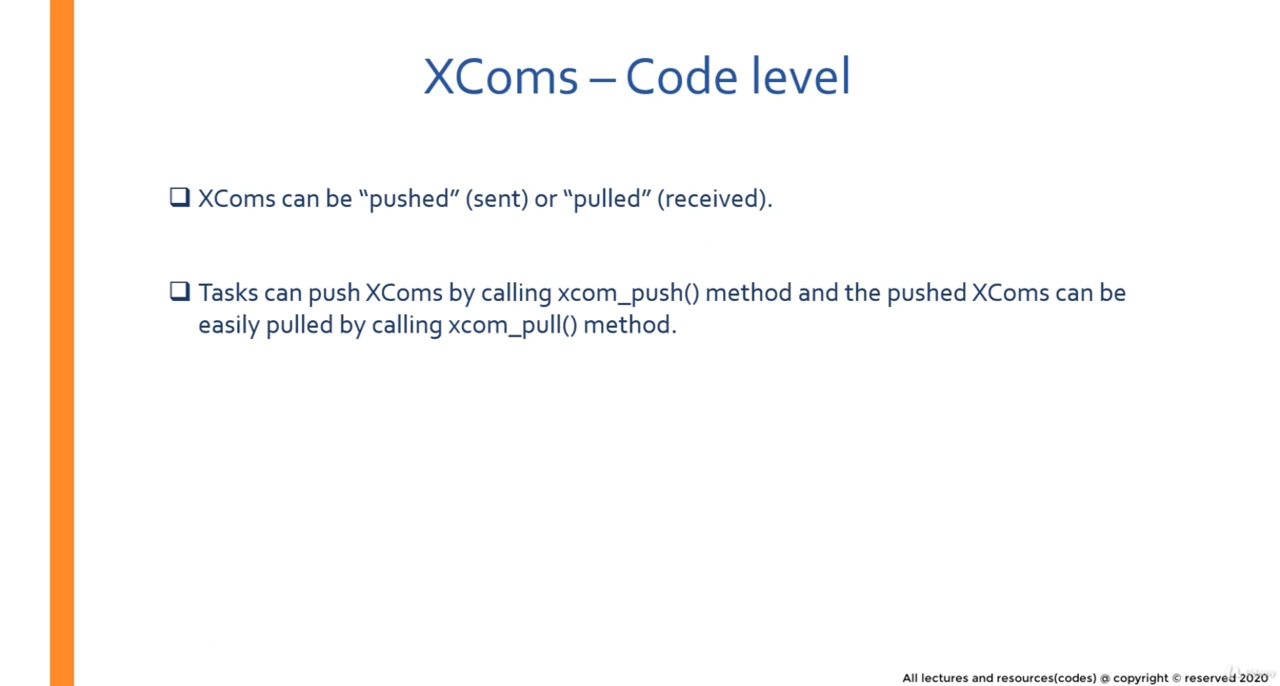 XComs – Code level
❑ XComs can be “pushed” (sent) or “pulled” (received).
❑ Tasks can push XComs by calling xcom_push() method and the pushed XComs can be
easily pulled by calling xcom_pull() method.
All lectures and resources(codes) @ copyright © reserved 2020